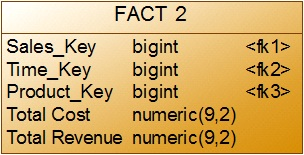 FACT 2
Sales_Key bigint <fk1>
Time_Key bigint <fk2>
Product_Key bigint <fk3>
Total Cost numeric(9,2)
Total Revenue numeric(9,2)